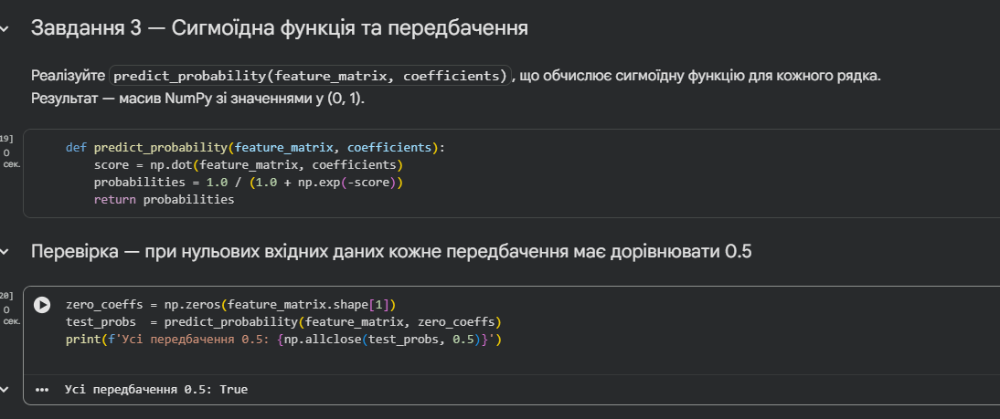 Завдання 3 — Сигмоїдна функція та передбачення
Реалізуйте predict_probability(feature_matrix, coefficients), що обчислює сигмоїдну функцію для кожного рядка.
Результат — масив NumPy зі значеннями у (0, 1).
19]
0
сек.
def predict_probability(feature_matrix, coefficients):
    score = np.dot(feature_matrix, coefficients)
    probabilities = 1.0 / (1.0 + np.exp(-score))
    return probabilities
Перевірка — при нульових вхідних даних кожне передбачення має дорівнювати 0.5
20]
0
сек.
zero_coeffs = np.zeros(feature_matrix.shape[1])
test_probs  = predict_probability(feature_matrix, zero_coeffs)
print(f'Усі передбачення 0.5: {np.allclose(test_probs, 0.5)}')
Усі передбачення 0.5: True